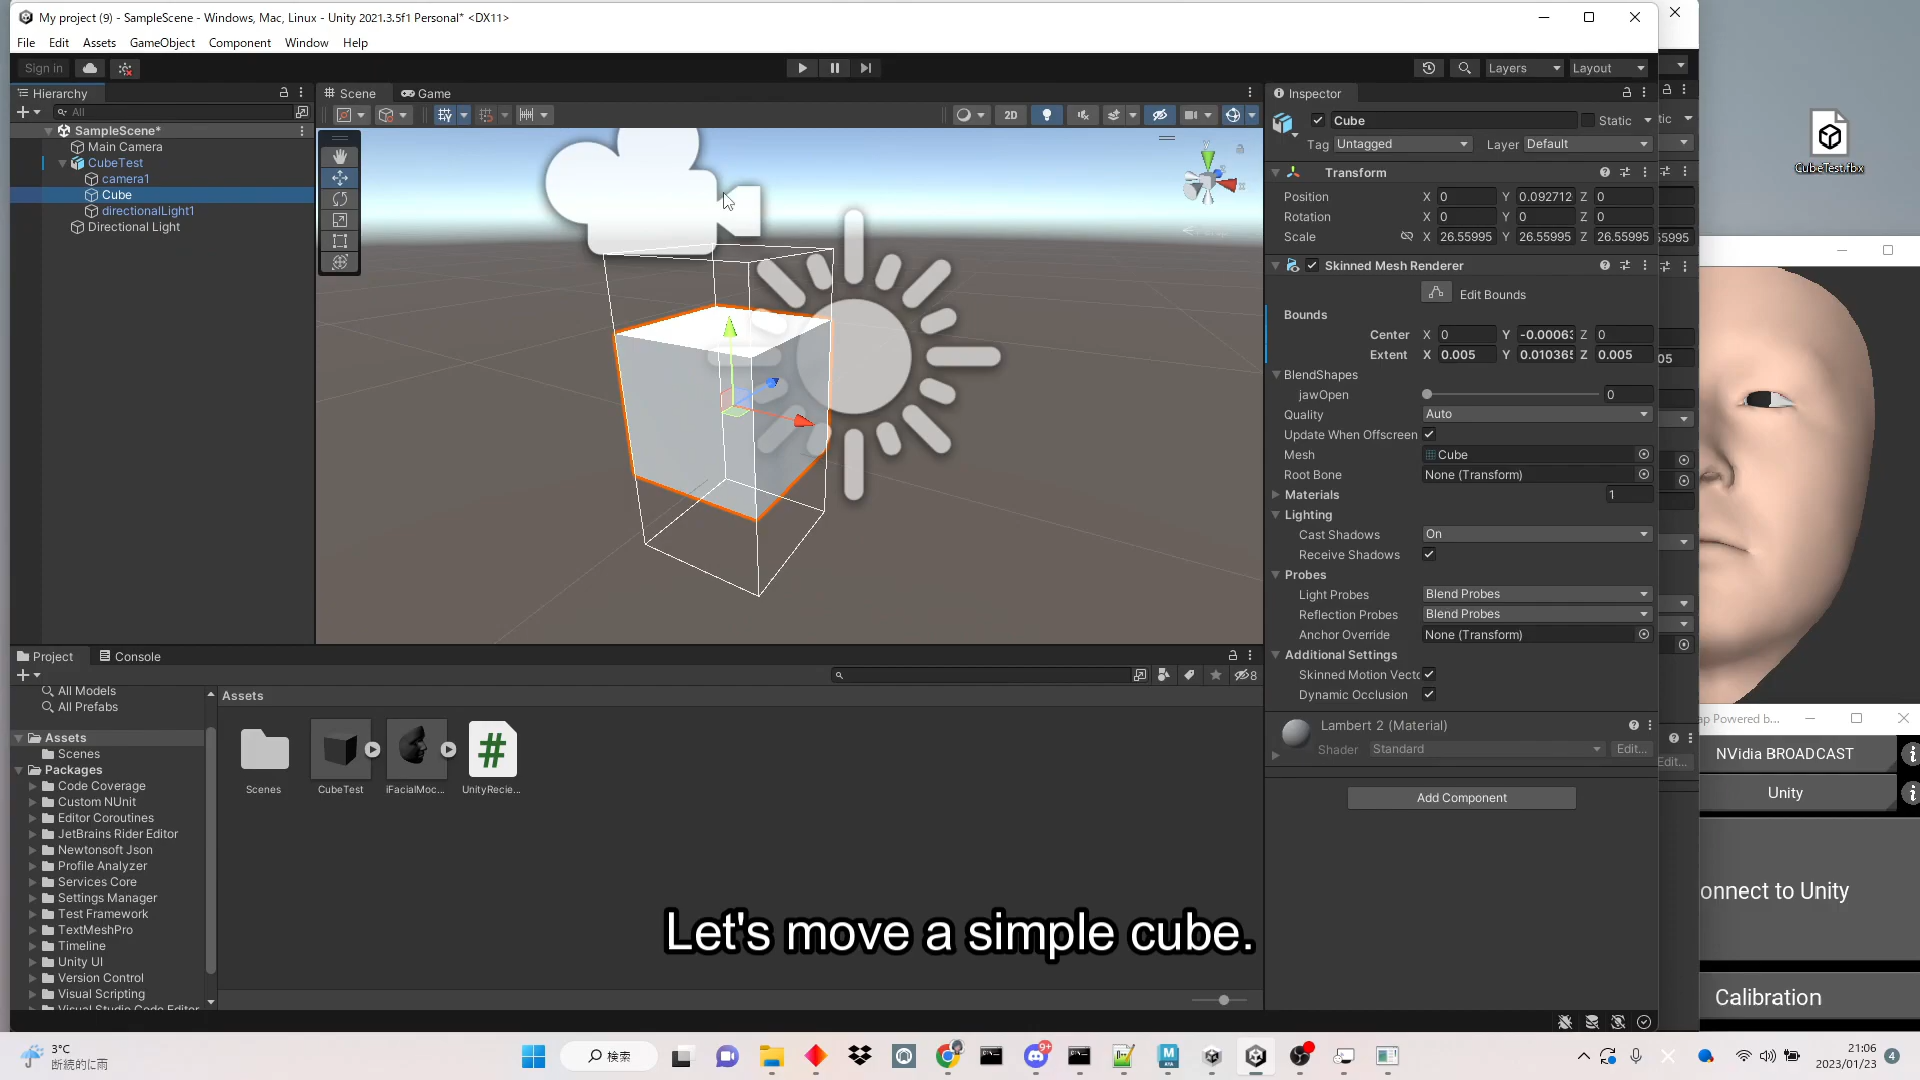 My project (9) - SampleScene - Windows, Mac, Linux - Unity 2021.3.5f1 Personal* <DX11>
File Edit Assets GameObject Component Window Help
Sign in
Layers
Layout
Hierarchy
All
SampleScene*
Main Camera
CubeTest
camera1
Cube
directionalLight1
Directional Light
Scene
Game
2D
Inspector
Cube
Static
Tag Untagged Layer Default
Transform
Position X 0 Y 0.092712 Z 0
Rotation X 0 Y 0 Z 0
Scale X 26.55995 Y 26.55995 Z 26.55995
Skinned Mesh Renderer
Edit Bounds
Bounds
Center X 0 Y -0.0006 Z 0
Extent X 0.005 Y 0.01036 Z 0.005
BlendShapes
jawOpen 0
Quality Auto
Update When Offscreen
Mesh Cube
Root Bone None (Transform)
Materials 1
Lighting
Cast Shadows On
Receive Shadows
Probes
Light Probes Blend Probes
Reflection Probes Blend Probes
Anchor Override None (Transform)
Additional Settings
Skinned Motion Vect
Dynamic Occlusion
Lambert 2 (Material)
Shader Standard Edit...
Add Component
CubeTest.fbx
ap Powered b...
NVidia BROADCAST
Unity
onnect to Unity
Calibration
Project
Console
8
All Models
All Prefabs
Assets
Scenes
Packages
Code Coverage
Custom NUnit
Editor Coroutines
JetBrains Rider Editor
Newtonsoft Json
Profile Analyzer
Services Core
Settings Manager
Test Framework
TextMeshPro
Timeline
Unity UI
Version Control
Visual Scripting
Visual Studio Code Editor
Assets
Scenes
CubeTest
iFacialMoc...
UnityRecie...
Let's move a simple cube.
3°C
断続的に雨
検索
9+
21:06
2023/01/23
4